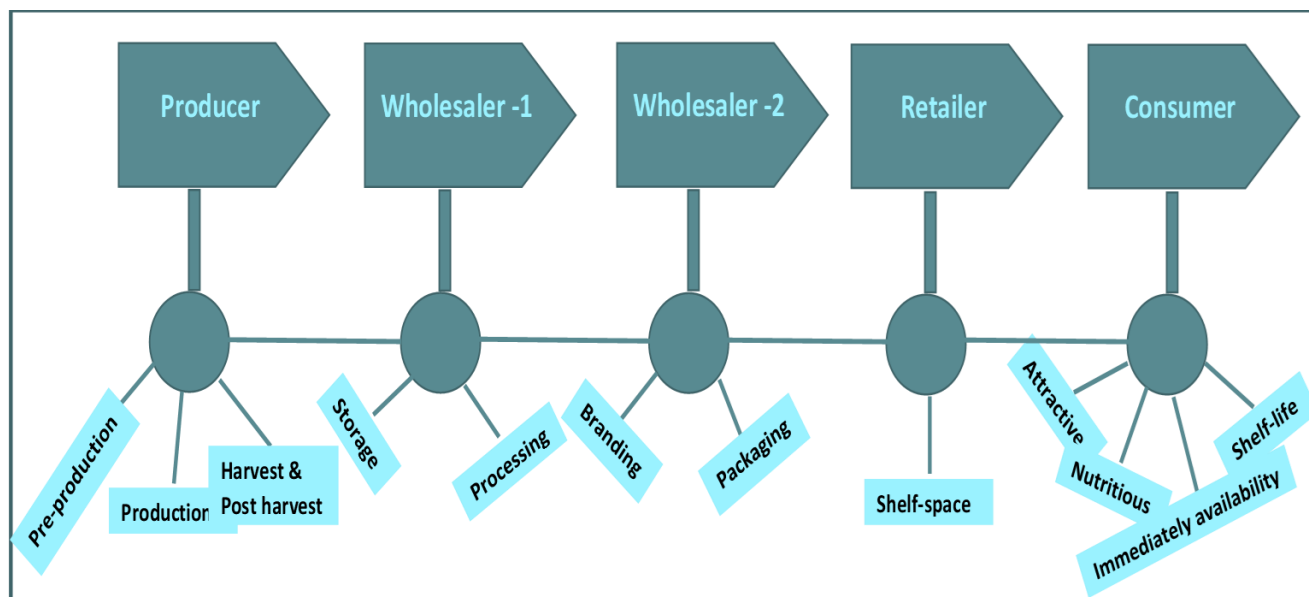 Producer
Wholesaler -1
Wholesaler -2
Retailer
Consumer
Pre-production
Production
Harvest &
Post harvest
Storage
Processing
Branding
Packaging
Shelf-space
Attractive
Nutritious
Immediately availability
Shelf-life